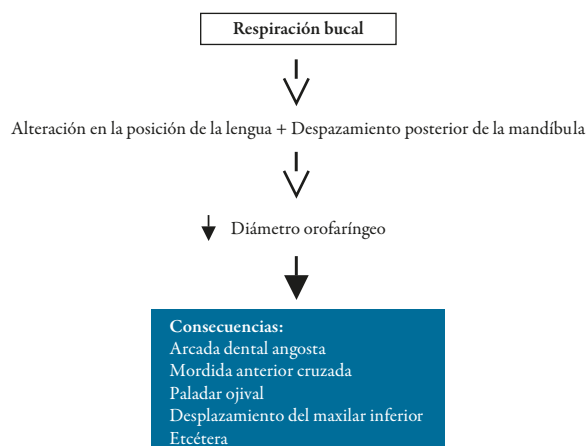 Respiración bucal
Alteración en la posición de la lengua + Despazamiento posterior de la mandíbula
Diámetro orofaríngeo
Consecuencias:
Arcada dental angosta
Mordida anterior cruzada
Paladar ojival
Desplazamiento del maxilar inferior
Etcétera